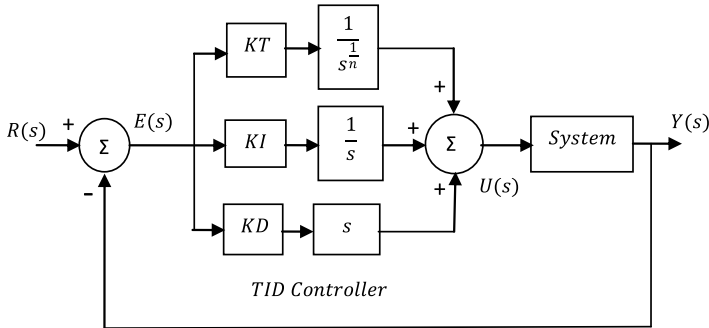 KT
1
s^(1/n)
R(s)
+
Σ
-
E(s)
KI
1
s
+
+
+
Σ
U(s)
System
Y(s)
KD
s
TID Controller